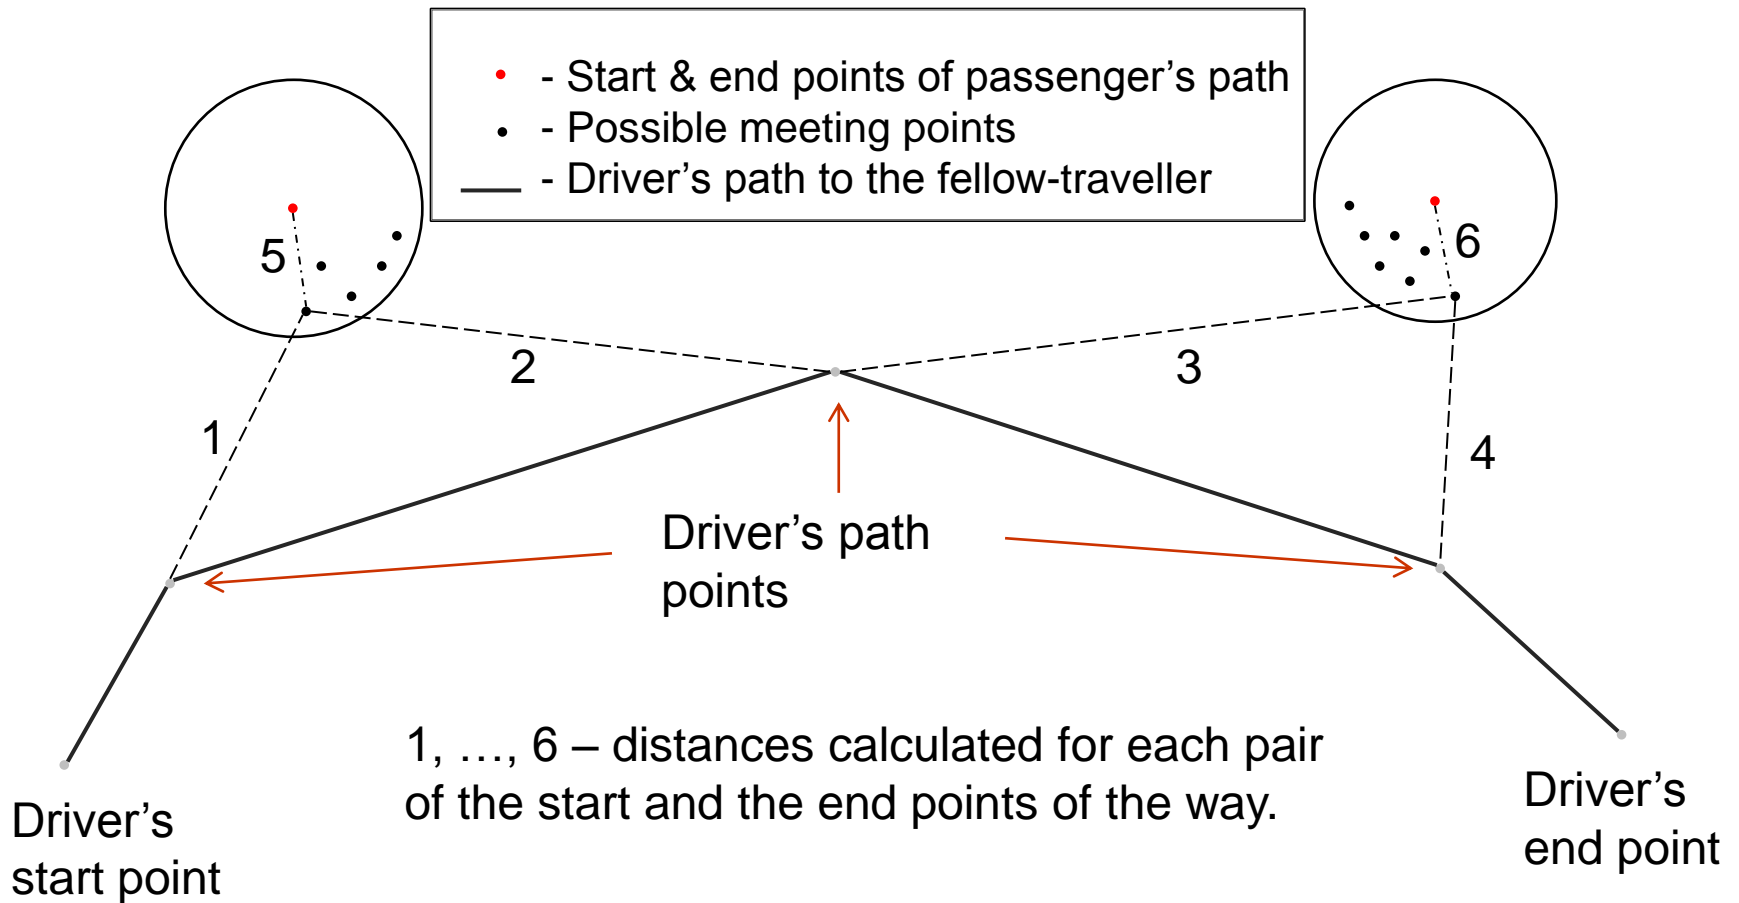 - Start & end points of passenger’s path
- Possible meeting points
- Driver’s path to the fellow-traveller
5
6
2
3
1
4
Driver’s path
points
1, …, 6 – distances calculated for each pair
of the start and the end points of the way.
Driver’s
start point
Driver’s
end point